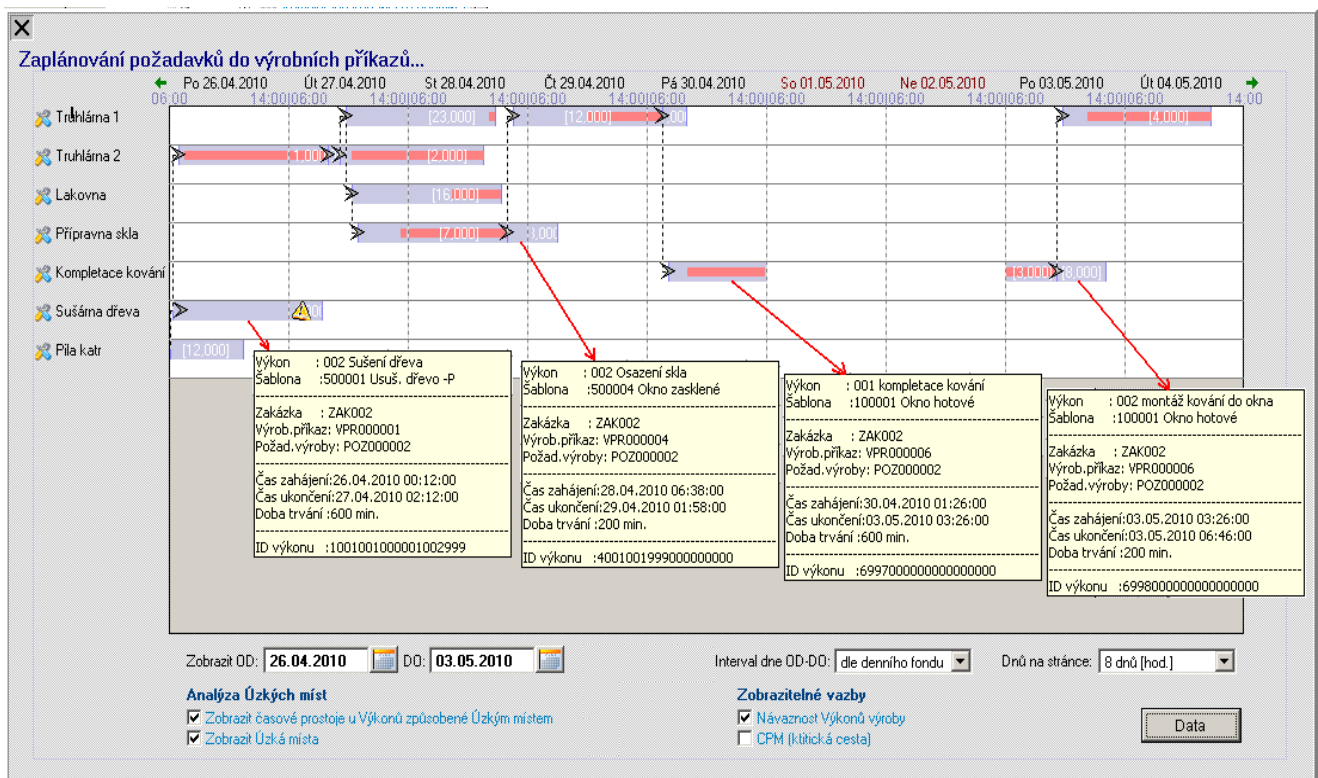 Zaplánování požadavků do výrobních příkazů...
Po 26.04.2010 Út 27.04.2010 St 28.04.2010 Čt 29.04.2010 Pá 30.04.2010 So 01.05.2010 Ne 02.05.2010 Po 03.05.2010 Út 04.05.2010
06:00 14:00|06:00 14:00|06:00 14:00|06:00 14:00|06:00 14:00|06:00 14:00|06:00 14:00|06:00 14:00|06:00 14:00
Truhlárna 1 [23,000] [12,000] [4,000]
Truhlárna 2 [2,000]
Lakovna [16,000]
Přípravna skla [7,000]
Kompletace kování [3,000] [8,000]
Sušárna dřeva
Pila katr [12,000]
Výkon : 002 Sušení dřeva
Šablona :500001 Usuš. dřevo -P
Zakázka : ZAK002
Výrob.příkaz: VPR000001
Požad.výroby: POZ000002
Čas zahájení:26.04.2010 00:12:00
Čas ukončení:27.04.2010 02:12:00
Doba trvání :600 min.
ID výkonu :1001001000001002999
Výkon : 002 Osazení skla
Šablona :500004 Okno zasklené
Zakázka : ZAK002
Výrob.příkaz: VPR000004
Požad.výroby: POZ000002
Čas zahájení:28.04.2010 06:38:00
Čas ukončení:29.04.2010 01:58:00
Doba trvání :200 min.
ID výkonu :4001001999000000000
Výkon : 001 kompletace kování
Šablona :100001 Okno hotové
Zakázka : ZAK002
Výrob.příkaz: VPR000006
Požad.výroby: POZ000002
Čas zahájení:30.04.2010 01:26:00
Čas ukončení:03.05.2010 03:26:00
Doba trvání :600 min.
ID výkonu :6997000000000000000
Výkon : 002 montáž kování do okna
Šablona :100001 Okno hotové
Zakázka : ZAK002
Výrob.příkaz: VPR000006
Požad.výroby: POZ000002
Čas zahájení:03.05.2010 03:26:00
Čas ukončení:03.05.2010 06:46:00
Doba trvání :200 min.
ID výkonu :6998000000000000000
Zobrazit OD: 26.04.2010 DO: 03.05.2010 Interval dne OD-DO: dle denního fondu Dnů na stránce: 8 dnů [hod.]
Analýza Úzkých míst
Zobrazit časové prostoje u Výkonů způsobené Úzkým místem
Zobrazit Úzká místa
Zobrazitelné vazby
Návaznost Výkonů výroby
CPM (ktitická cesta)
Data